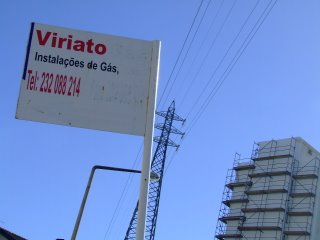 Viriato
Instalações de Gás,
Tel: 232 088 214